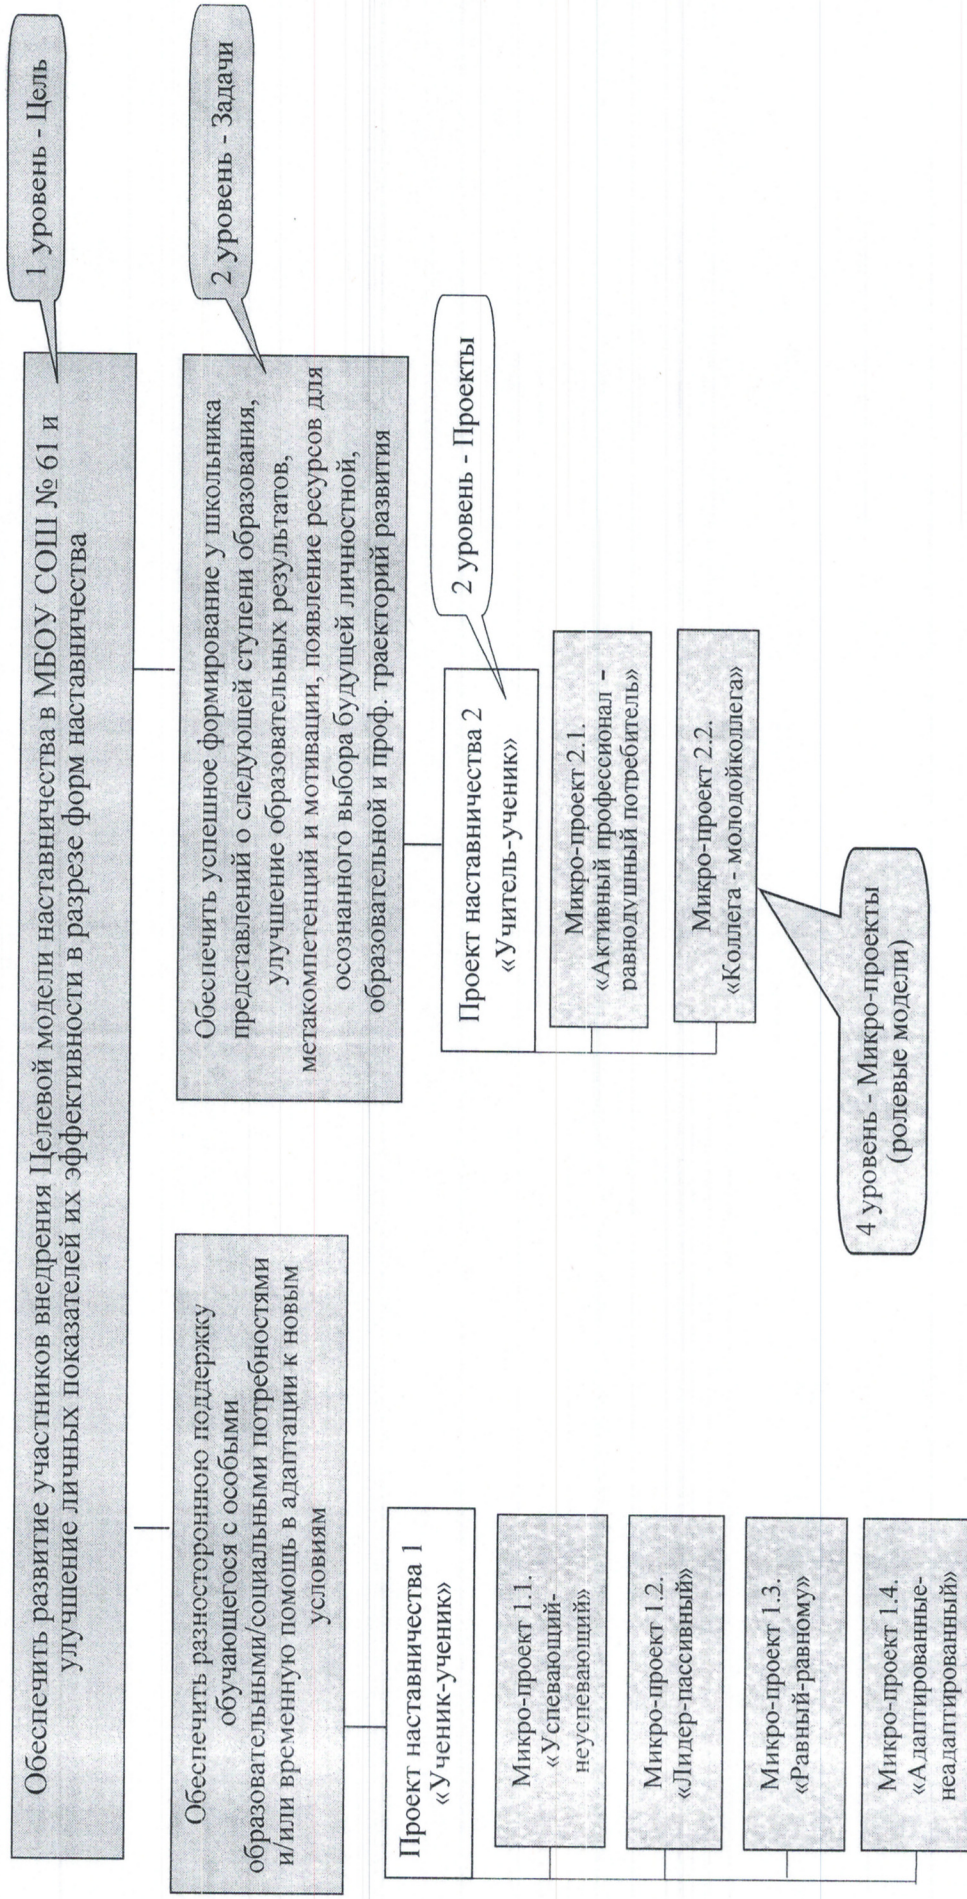 Обеспечить развитие участников внедрения Целевой модели наставничества в МБОУ СОШ № 61 и
улучшение личных показателей их эффективности в разрезе форм наставничества
1 уровень - Цель
Обеспечить разностороннюю поддержку
обучающегося с особыми
образовательными/социальными потребностями
и/или временную помощь в адаптации к новым
условиям
Обеспечить успешное формирование у школьника
представлений о следующей ступени образования,
улучшение образовательных результатов,
метакомпетенций и мотивации, появление ресурсов для
осознанного выбора будущей личностной,
образовательной и проф. траекторий развития
2 уровень - Задачи
Проект наставничества 1
«Ученик-ученик»
Микро-проект 1.1.
«Успевающий-
неуспевающий»
Микро-проект 1.2.
«Лидер-пассивный»
Микро-проект 1.3.
«Равный-равному»
Микро-проект 1.4.
«Адаптированные-
неадаптированный»
Проект наставничества 2
«Учитель-ученик»
2 уровень - Проекты
Микро-проект 2.1.
«Активный профессионал -
равнодушный потребитель»
Микро-проект 2.2.
«Коллега - молодойколлега»
4 уровень - Микро-проекты
(ролевые модели)